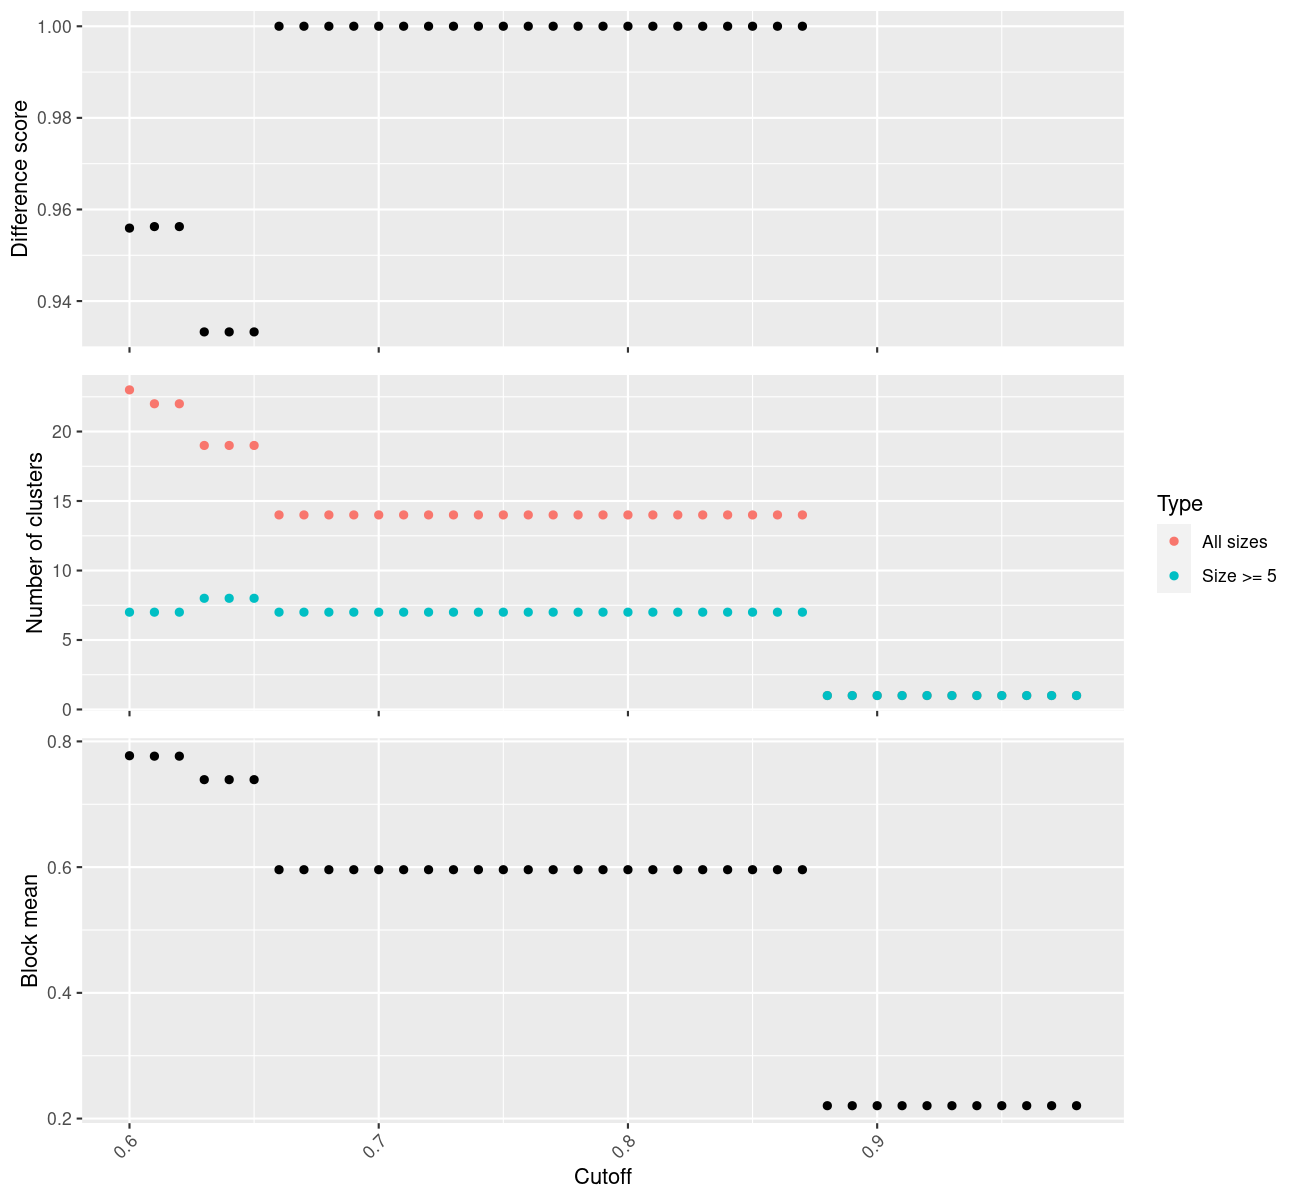 Difference score
1.00
0.98
0.96
0.94
Number of clusters
20
15
10
5
0
Type
All sizes
Size >= 5
Block mean
0.8
0.6
0.4
0.2
0.6 0.7 0.8 0.9
Cutoff